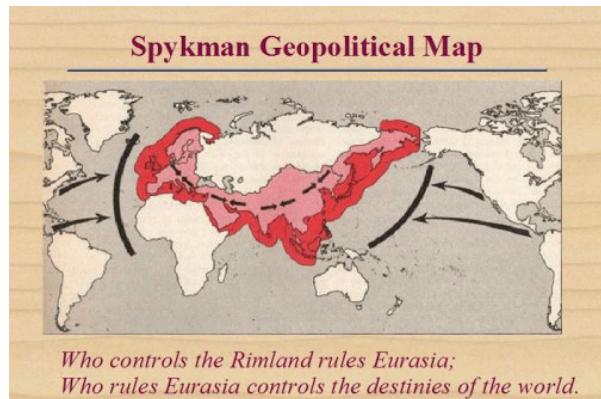 Spykman Geopolitical Map
Who controls the Rimland rules Eurasia;
Who rules Eurasia controls the destinies of the world.